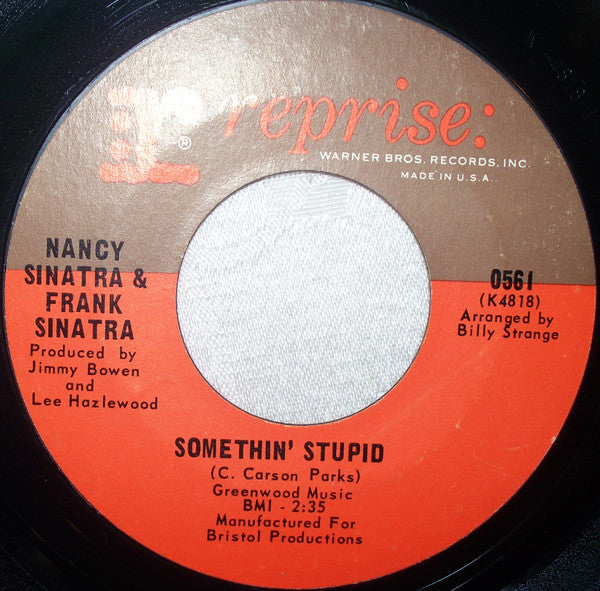 r® reprise:
WARNER BROS. RECORDS, INC.
MADE IN U.S.A.
NANCY
SINATRA &
FRANK
SINATRA
Produced by
Jimmy Bowen
and
Lee Hazlewood
0561
(K4818)
Arranged by
Billy Strange
SOMETHIN' STUPID
(C. Carson Parks)
Greenwood Music
BMI - 2:35
Manufactured For
Bristol Productions